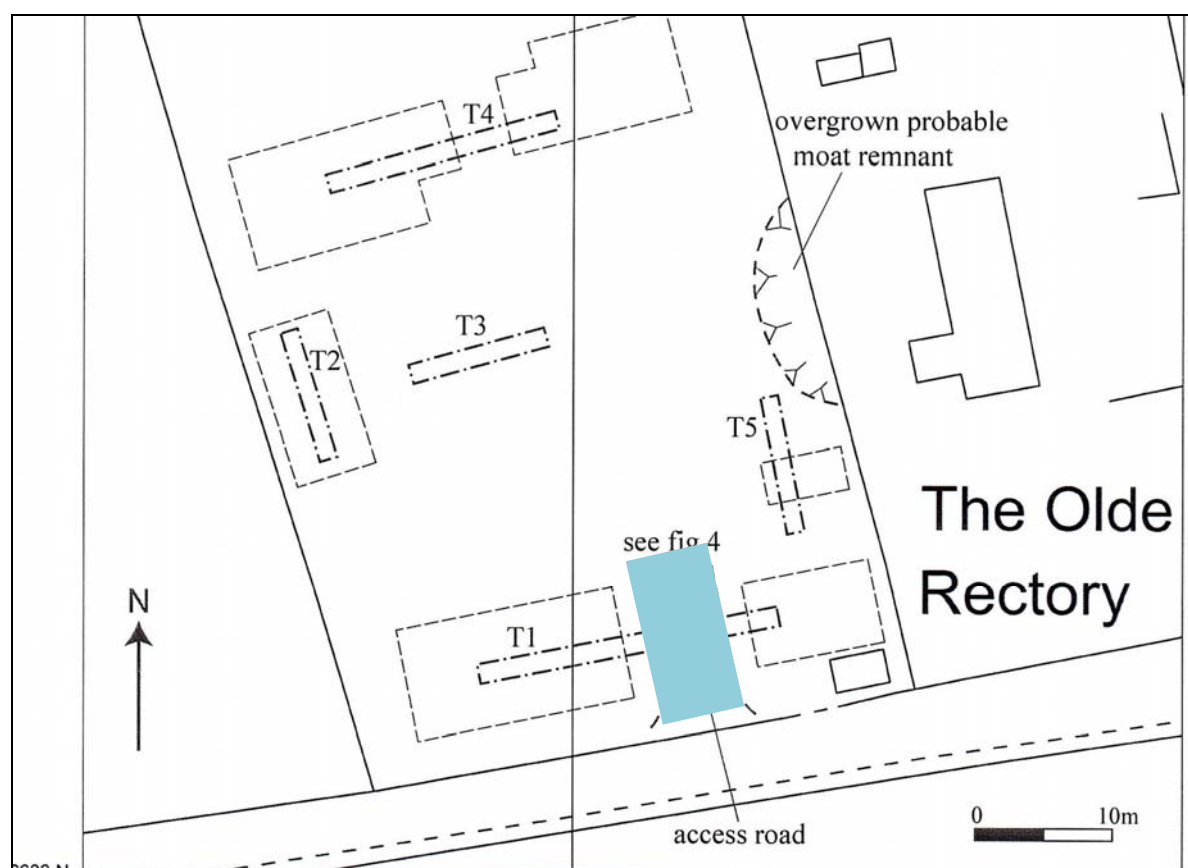 T4
overgrown probable
moat remnant
T3
T2
T5
see fig 4
The Olde
Rectory
N
T1
0 10m
access road